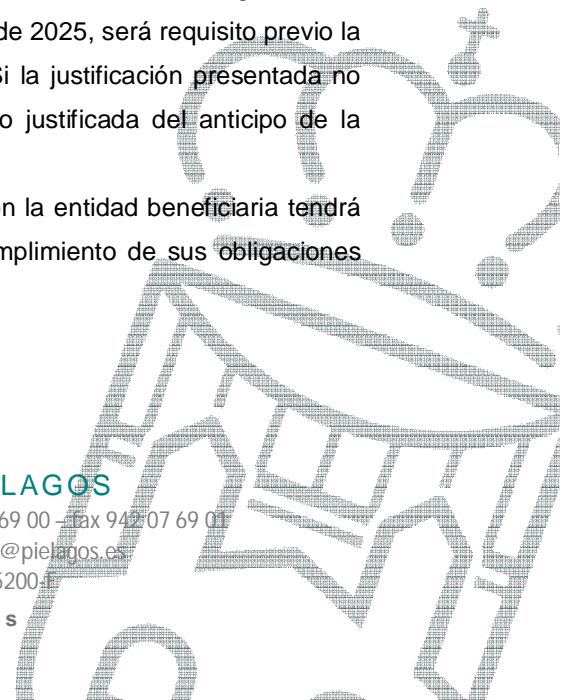 de 2025, será requisito previo la
Si la justificación presentada no
o justificada del anticipo de la
n la entidad beneficiaria tendrá
mplimiento de sus obligaciones
LAGOS
69 00 – fax 942 07 69 01
@pielagos.es
5200-F
s